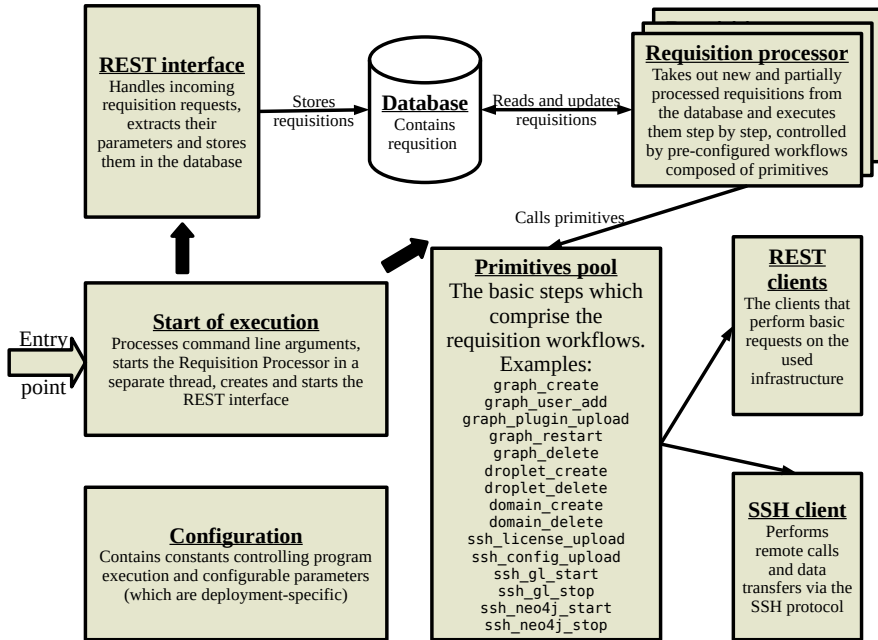 REST interface
Handles incoming
requisition requests,
extracts their
parameters and stores
them in the database
Stores
requisitions
Database
Contains
requsition
Reads and updates
requisitions
Requisition processor
Takes out new and partially
processed requisitions from
the database and executes
them step by step, controlled
by pre-configured workflows
composed of primitives
Calls primitives
Entry
point
Start of execution
Processes command line arguments,
starts the Requisition Processor in a
separate thread, creates and starts the
REST interface
Primitives pool
The basic steps which
comprise the
requisition workflows.
Examples:
graph_create
graph_user_add
graph_plugin_upload
graph_restart
graph_delete
droplet_create
droplet_delete
domain_create
domain_delete
ssh_license_upload
ssh_config_upload
ssh_gl_start
ssh_gl_stop
ssh_neo4j_start
ssh_neo4j_stop
REST
clients
The clients that
perform basic
requests on the
used
infrastructure
Configuration
Contains constants controlling program
execution and configurable parameters
(which are deployment-specific)
SSH client
Performs
remote calls
and data
transfers via the
SSH protocol